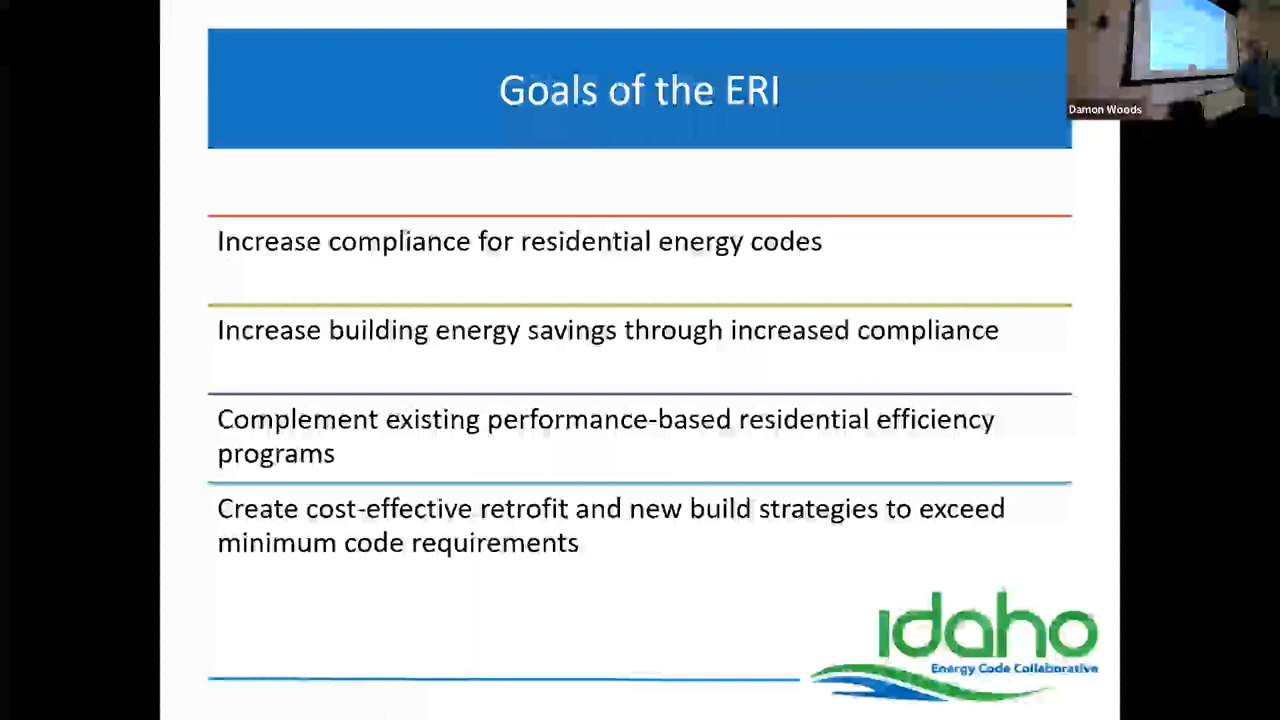 Goals of the ERI
Damon Woods
Increase compliance for residential energy codes
Increase building energy savings through increased compliance
Complement existing performance-based residential efficiency
programs
Create cost-effective retrofit and new build strategies to exceed
minimum code requirements
idaho
Energy Code Collaborative